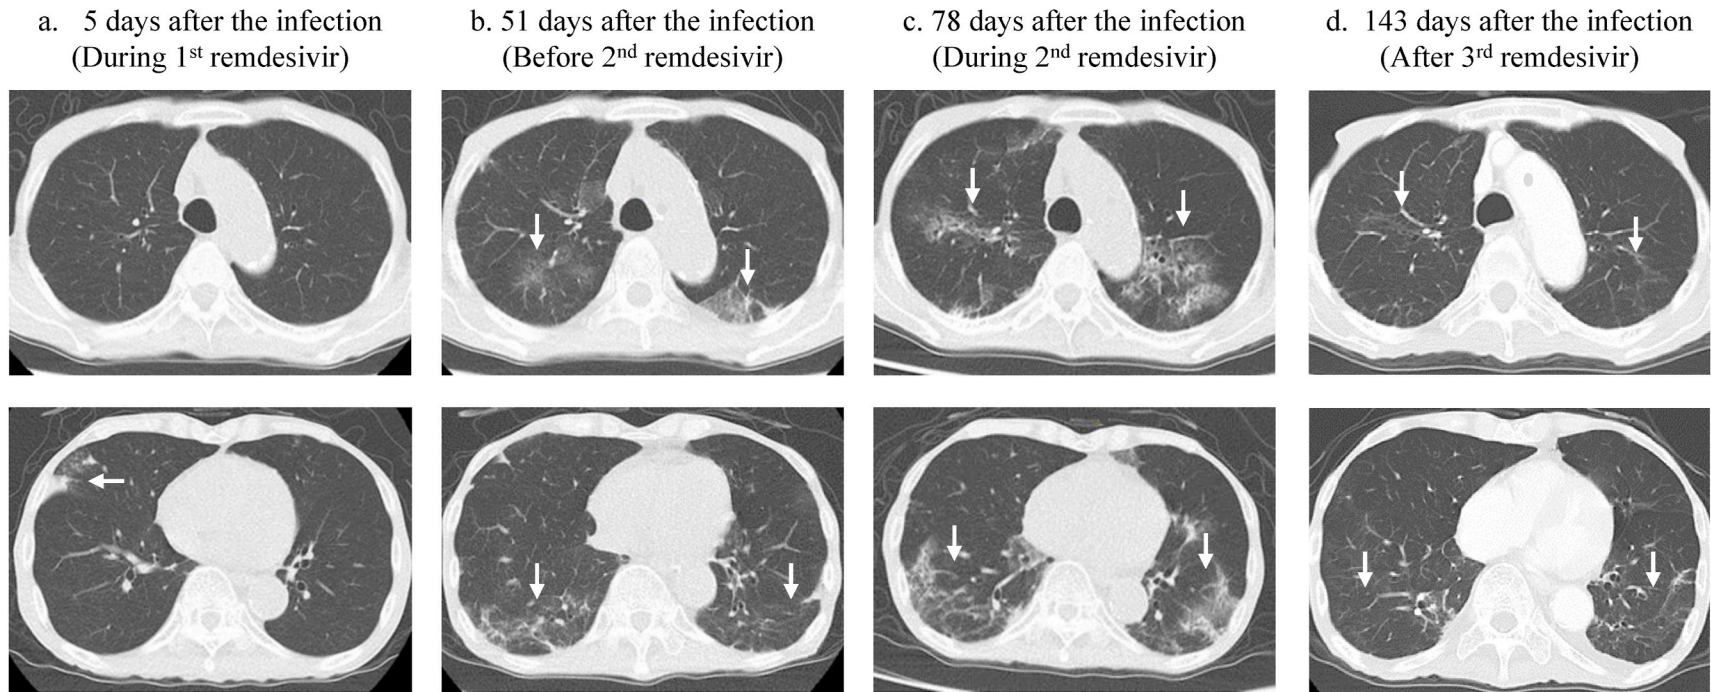 a. 5 days after the infection
(During 1st remdesivir)
b. 51 days after the infection
(Before 2nd remdesivir)
c. 78 days after the infection
(During 2nd remdesivir)
d. 143 days after the infection
(After 3rd remdesivir)